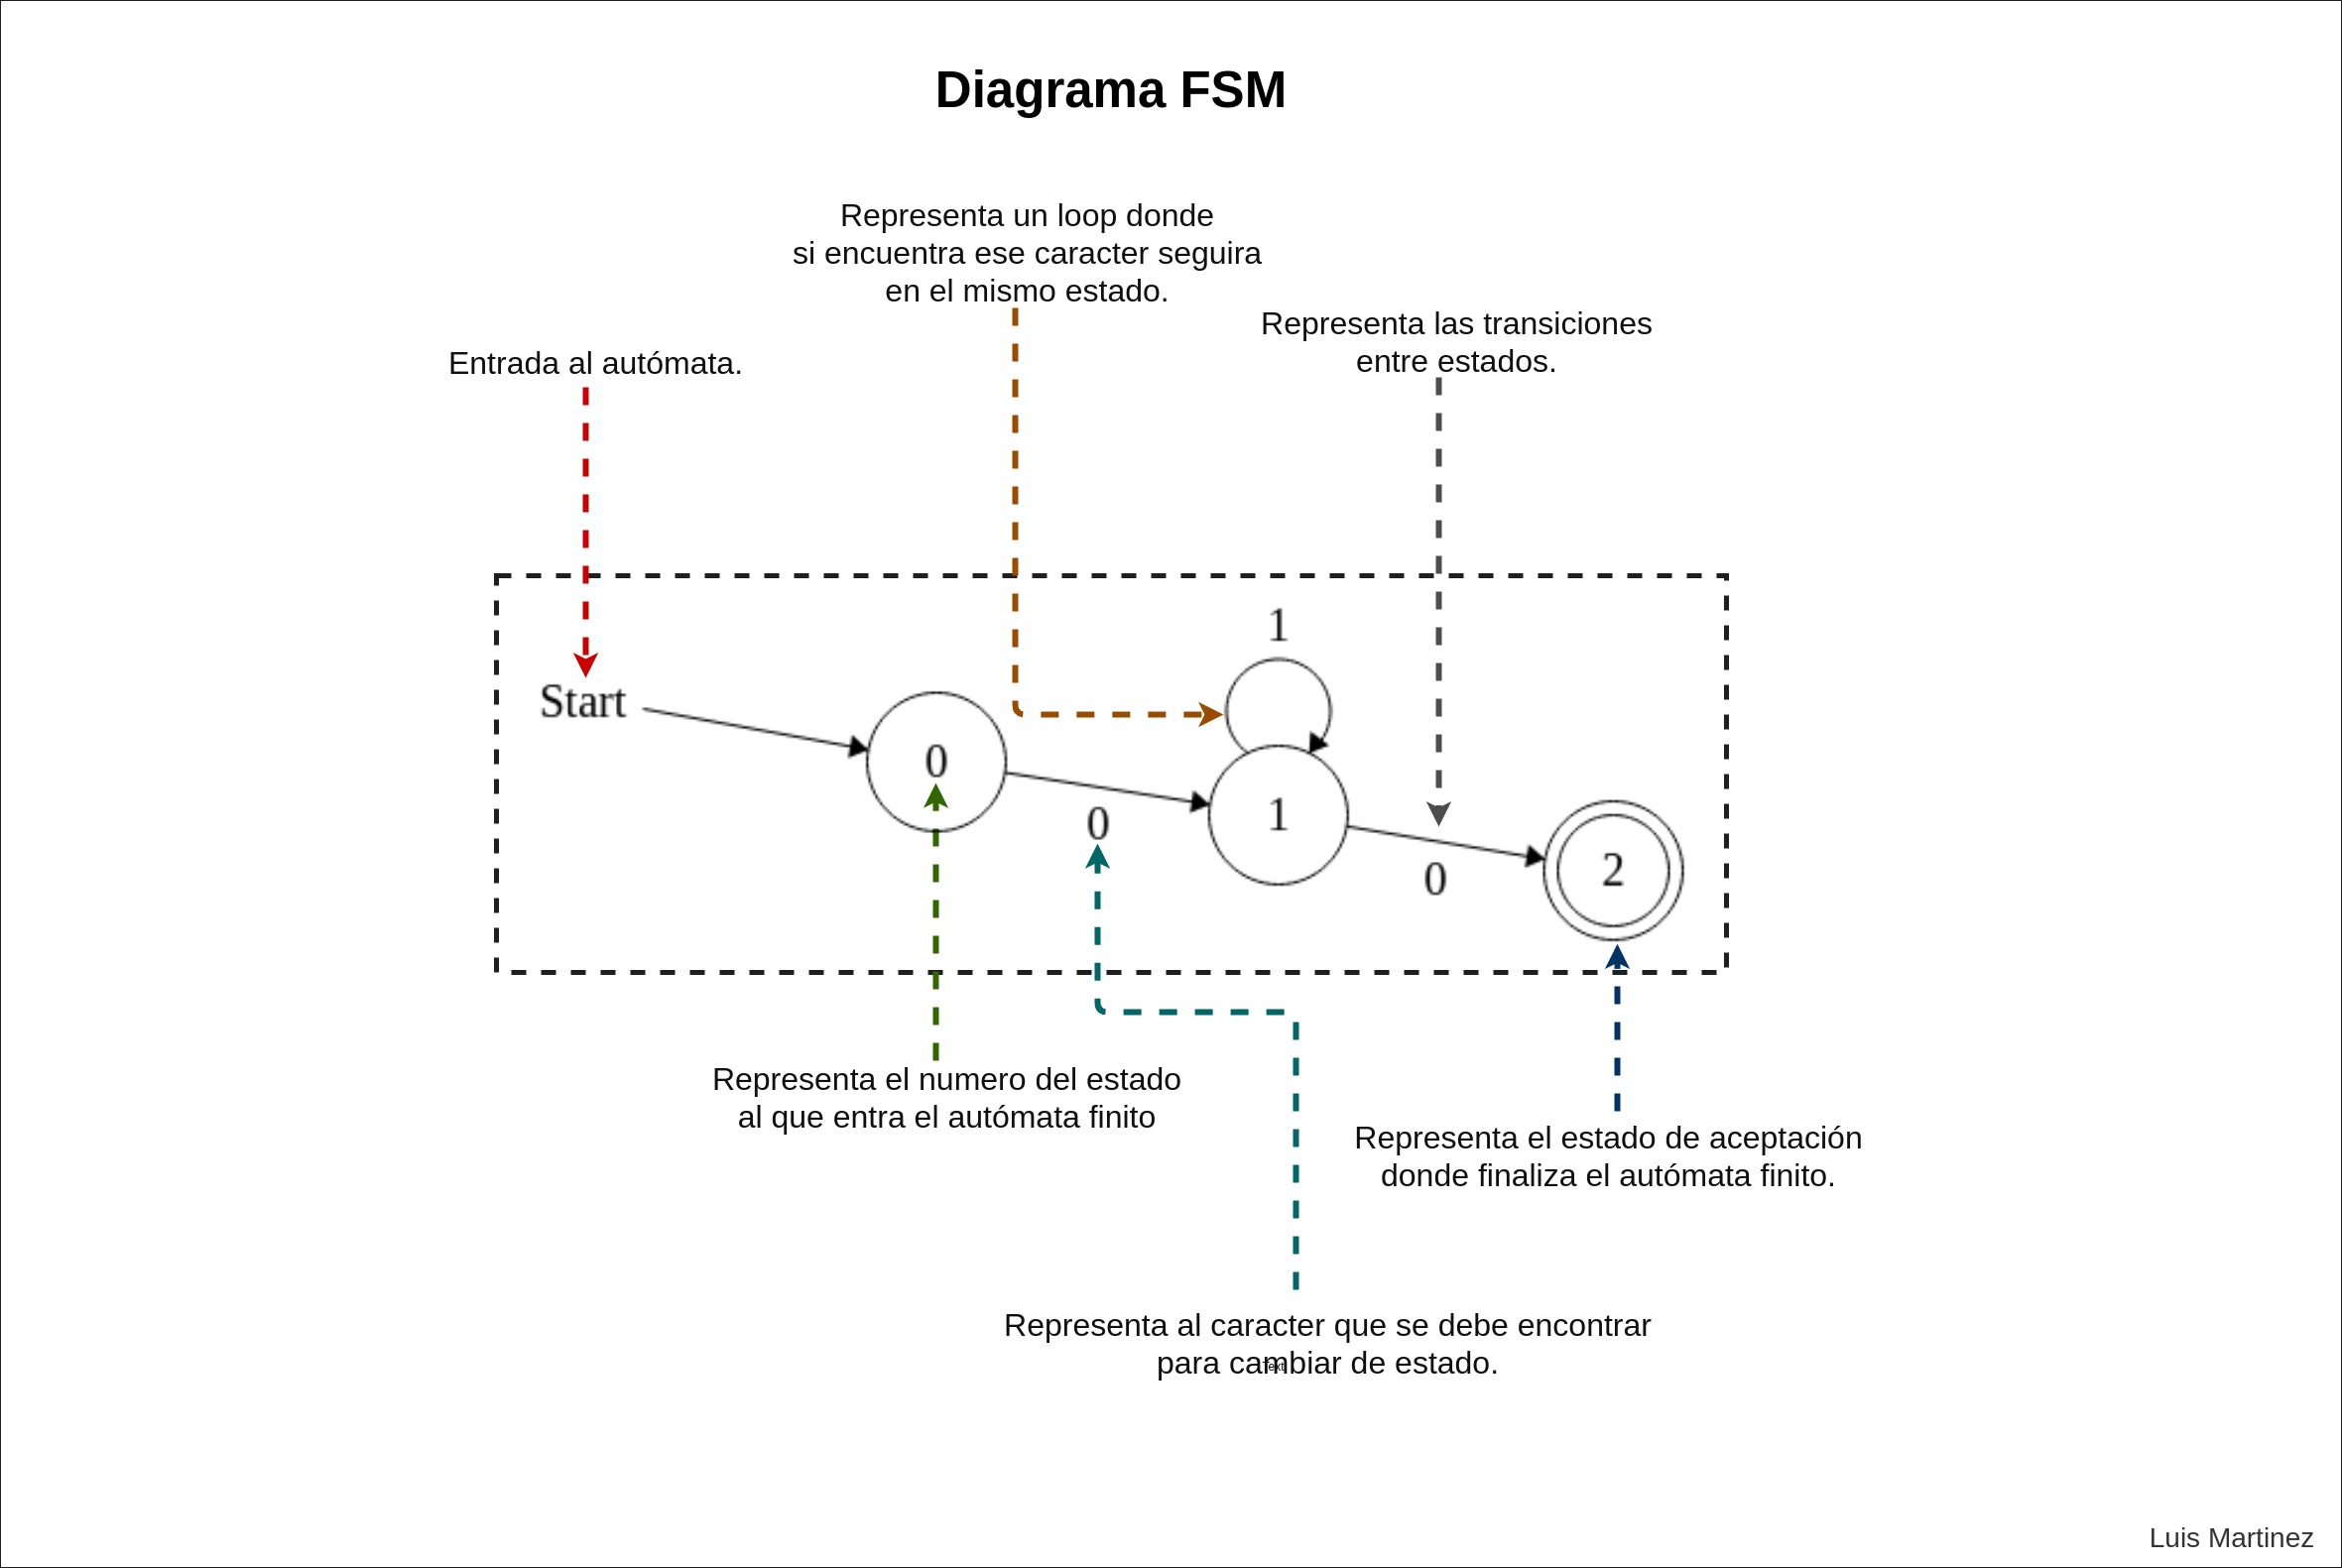 Diagrama FSM
Representa un loop donde
si encuentra ese caracter seguira
en el mismo estado.
Representa las transiciones
entre estados.
Entrada al autómata.
1
Start
0
0
1
0
2
Representa el numero del estado
al que entra el autómata finito
Representa el estado de aceptación
donde finaliza el autómata finito.
Representa al caracter que se debe encontrar
para cambiar de estado.
Text
Luis Martinez